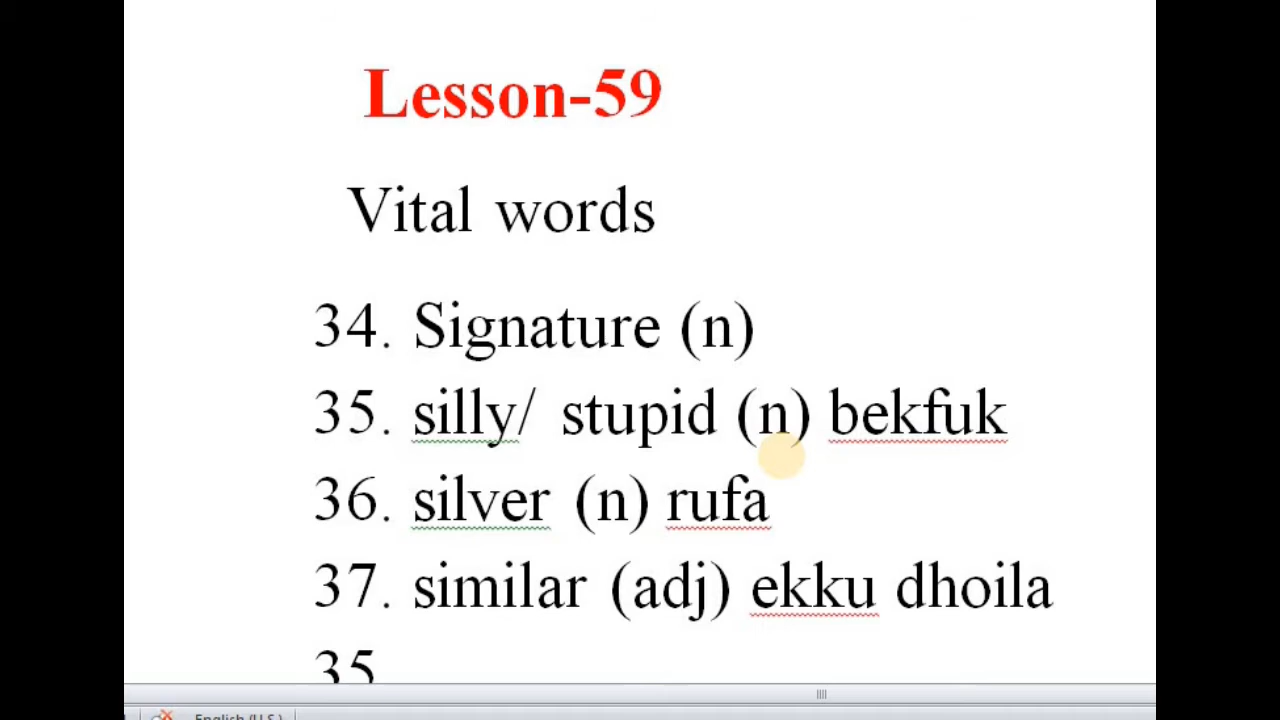 Lesson-59
Vital words
34. Signature (n)
35. silly/ stupid (n) bekfuk
36. silver (n) rufa
37. similar (adj) ekku dhoila
35
English (U.S.)